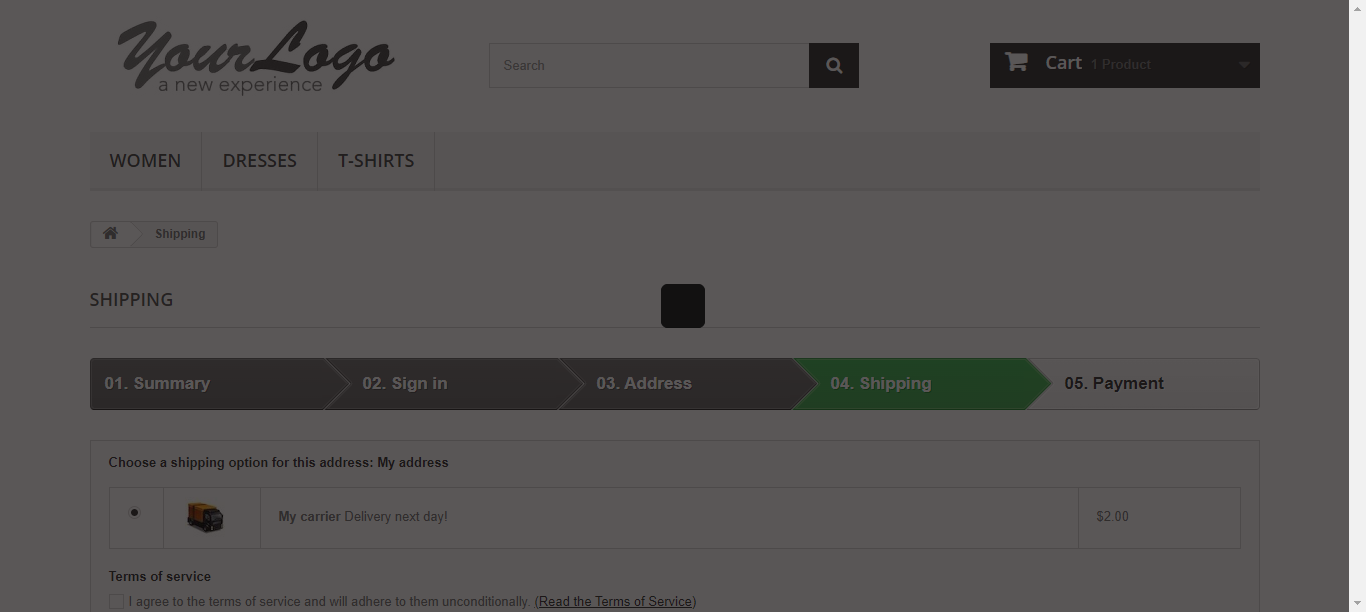 YourLogo
a new experience
Search
Cart 1 Product
WOMEN
DRESSES
T-SHIRTS
Shipping
SHIPPING
01. Summary
02. Sign in
03. Address
04. Shipping
05. Payment
Choose a shipping option for this address: My address
My carrier Delivery next day!
$2.00
Terms of service
I agree to the terms of service and will adhere to them unconditionally. (Read the Terms of Service)